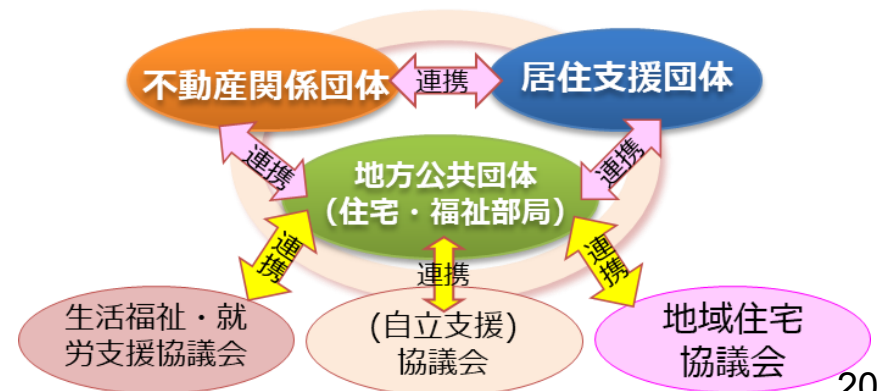 不動産関係団体
連携
居住支援団体
連携
連携
地方公共団体
（住宅・福祉部局）
連携
連携
連携
生活福祉・就
労支援協議会
(自立支援)
協議会
地域住宅
協議会
20